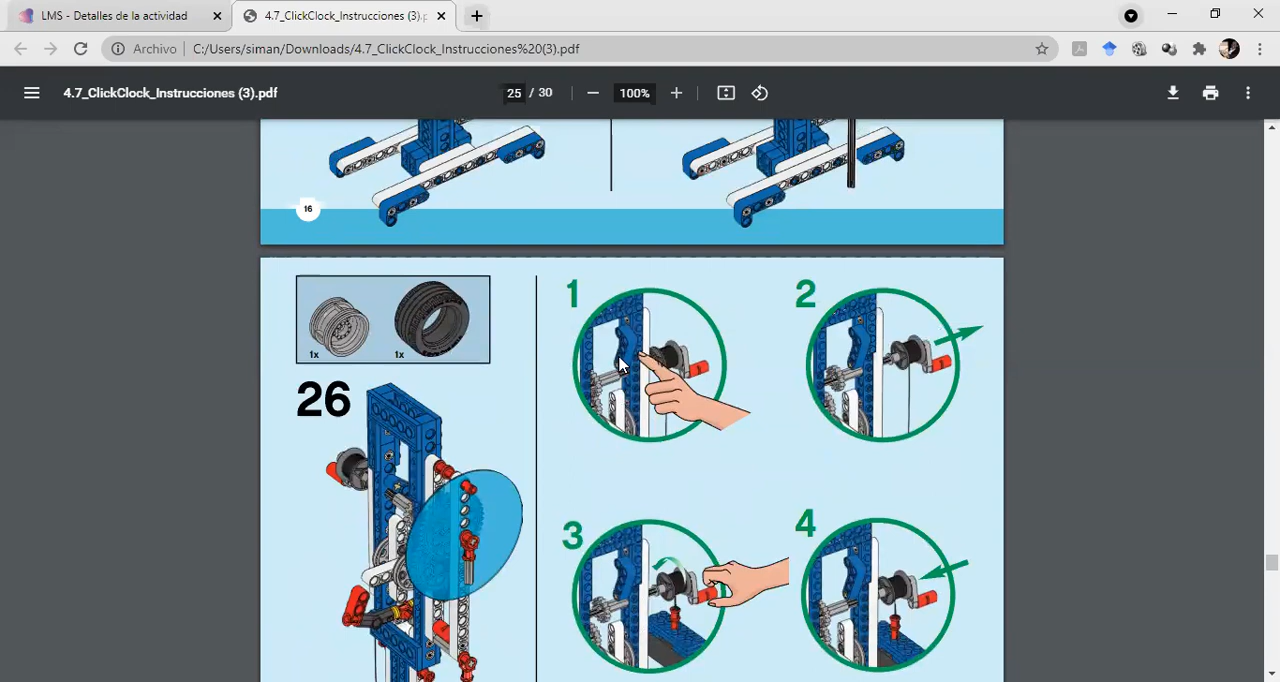 LMS - Detalles de la actividad
4.7_ClickClock_Instrucciones (3).p
Archivo
C:/Users/siman/Downloads/4.7_ClickClock_Instrucciones%20(3).pdf
4.7_ClickClock_Instrucciones (3).pdf
25 / 30
100%
16
1x
1x
26
1
2
3
4